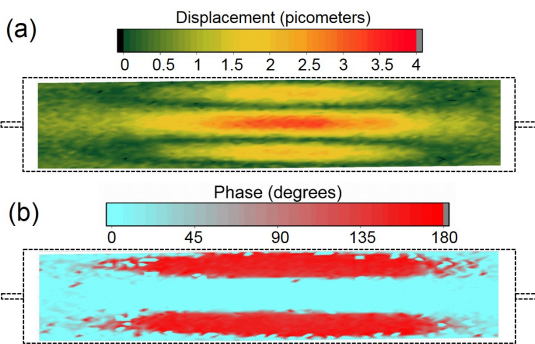 (a)
Displacement (picometers)
0 0.5 1 1.5 2 2.5 3 3.5 4
(b)
Phase (degrees)
0 45 90 135 180